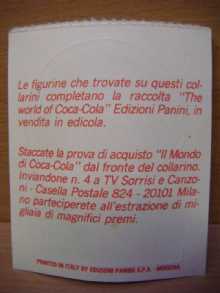 Le figurine che trovate su questi col-
larini completano la raccolta "The
world of Coca-Cola" Edizioni Panini, in
vendita in edicola.
Staccate la prova di acquisto "Il Mondo
di Coca-Cola" dal fronte del collarino.
Inviandone n. 4 a TV Sorrisi e Canzo-
ni - Casella Postale 824 - 20101 Mila-
no parteciperete all'estrazione di mi-
gliaia di magnifici premi.
PRINTED IN ITALY BY EDIZIONI PANINI S.P.A. - MODENA